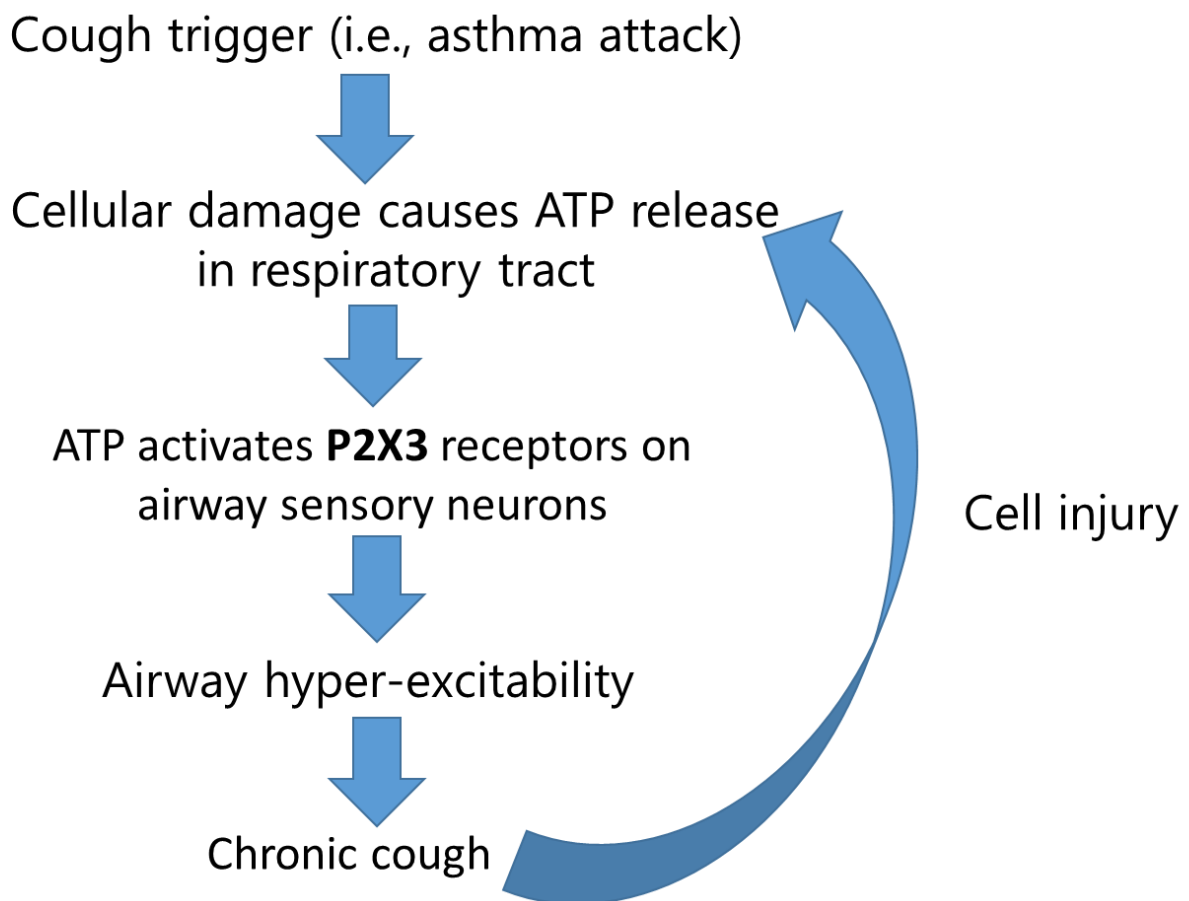 Cough trigger (i.e., asthma attack)
Cellular damage causes ATP release
in respiratory tract
ATP activates P2X3 receptors on
airway sensory neurons
Cell injury
Airway hyper-excitability
Chronic cough